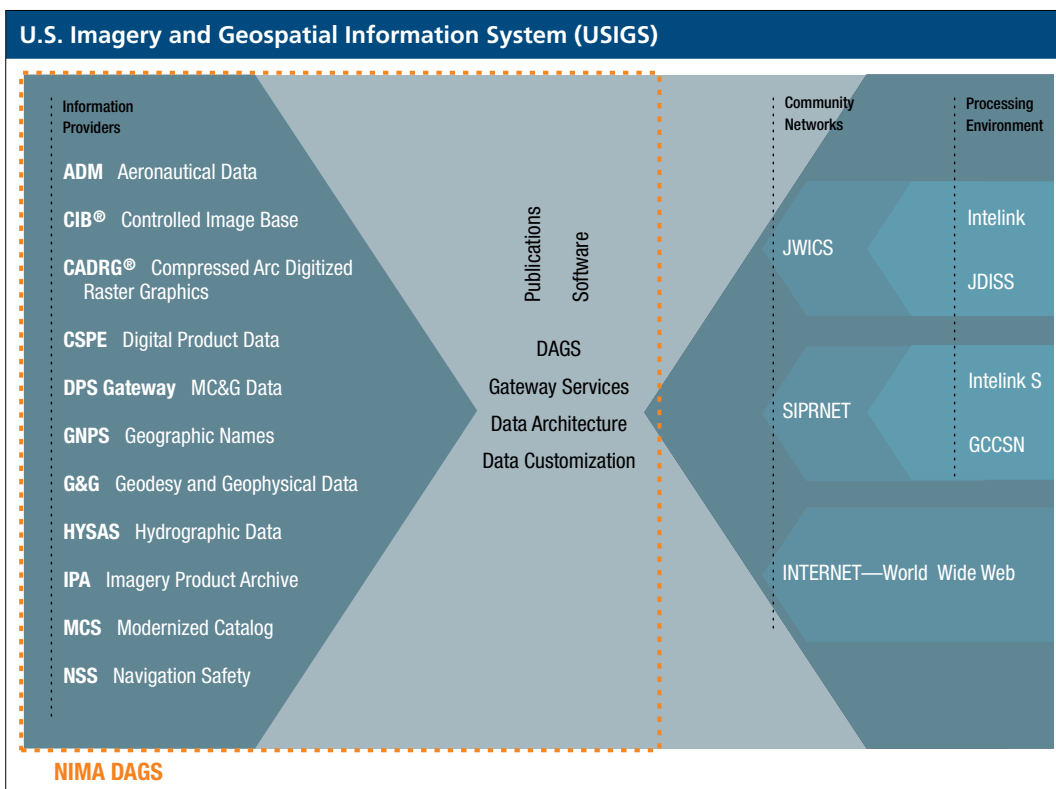 U.S. Imagery and Geospatial Information System (USIGS)
Information
Providers
ADM Aeronautical Data
CIB® Controlled Image Base
CADRG® Compressed Arc Digitized
Raster Graphics
CSPE Digital Product Data
DPS Gateway MC&G Data
GNPS Geographic Names
G&G Geodesy and Geophysical Data
HYSAS Hydrographic Data
IPA Imagery Product Archive
MCS Modernized Catalog
NSS Navigation Safety
Publications
Software
DAGS
Gateway Services
Data Architecture
Data Customization
Community
Networks
JWICS
SIPRNET
INTERNET—World Wide Web
Processing
Environment
Intelink
JDISS
Intelink S
GCCSN
NIMA DAGS